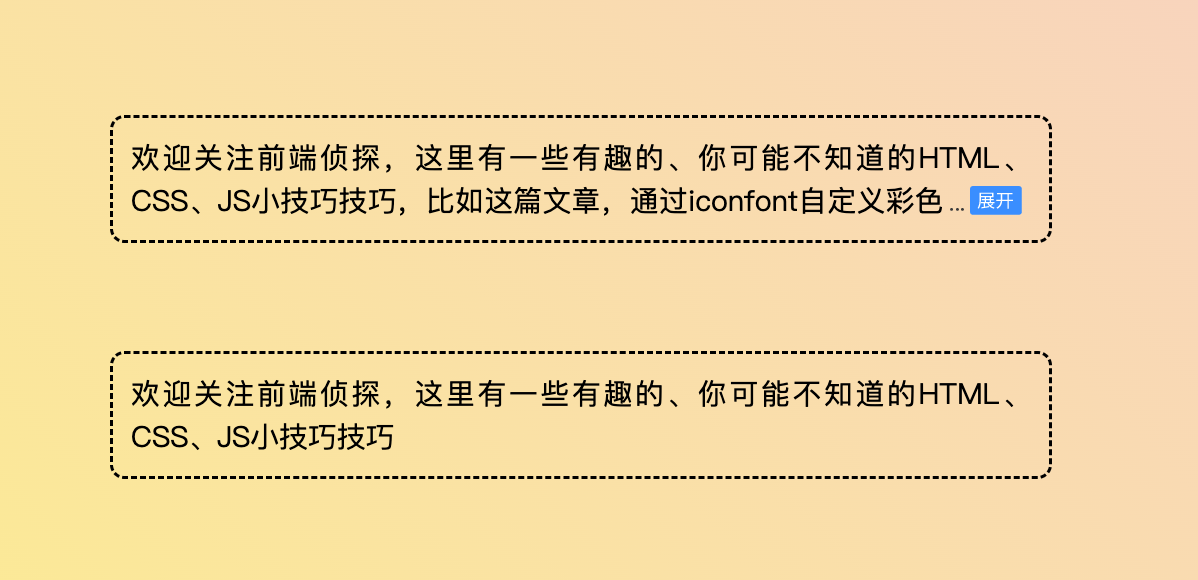 欢迎关注前端侦探，这里有一些有趣的、你可能不知道的HTML、
CSS、JS小技巧技巧，比如这篇文章，通过iconfont自定义彩色 ... 展开
欢迎关注前端侦探，这里有一些有趣的、你可能不知道的HTML、
CSS、JS小技巧技巧